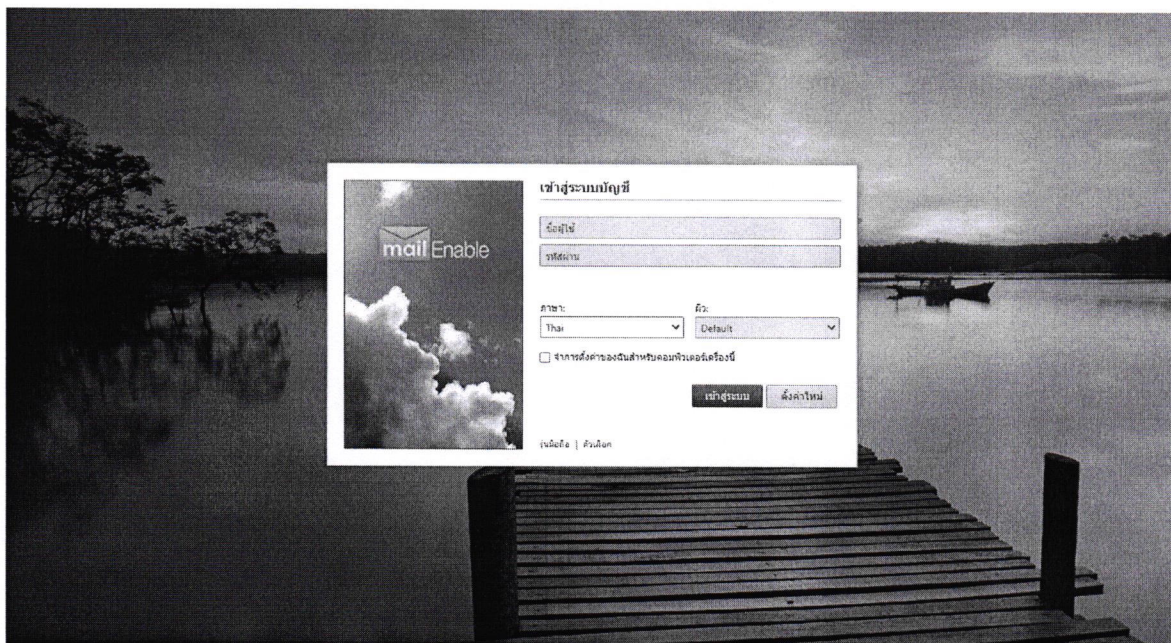 เข้าสู่ระบบบัญชี
mailEnable
ชื่อผู้ใช้
รหัสผ่าน
ภาษา: ผิว:
Thai Default
จำการตั้งค่าของฉันสำหรับคอมพิวเตอร์เครื่องนี้
เข้าสู่ระบบ ตั้งค่าใหม่
รุ่นมือถือ | ตัวเลือก